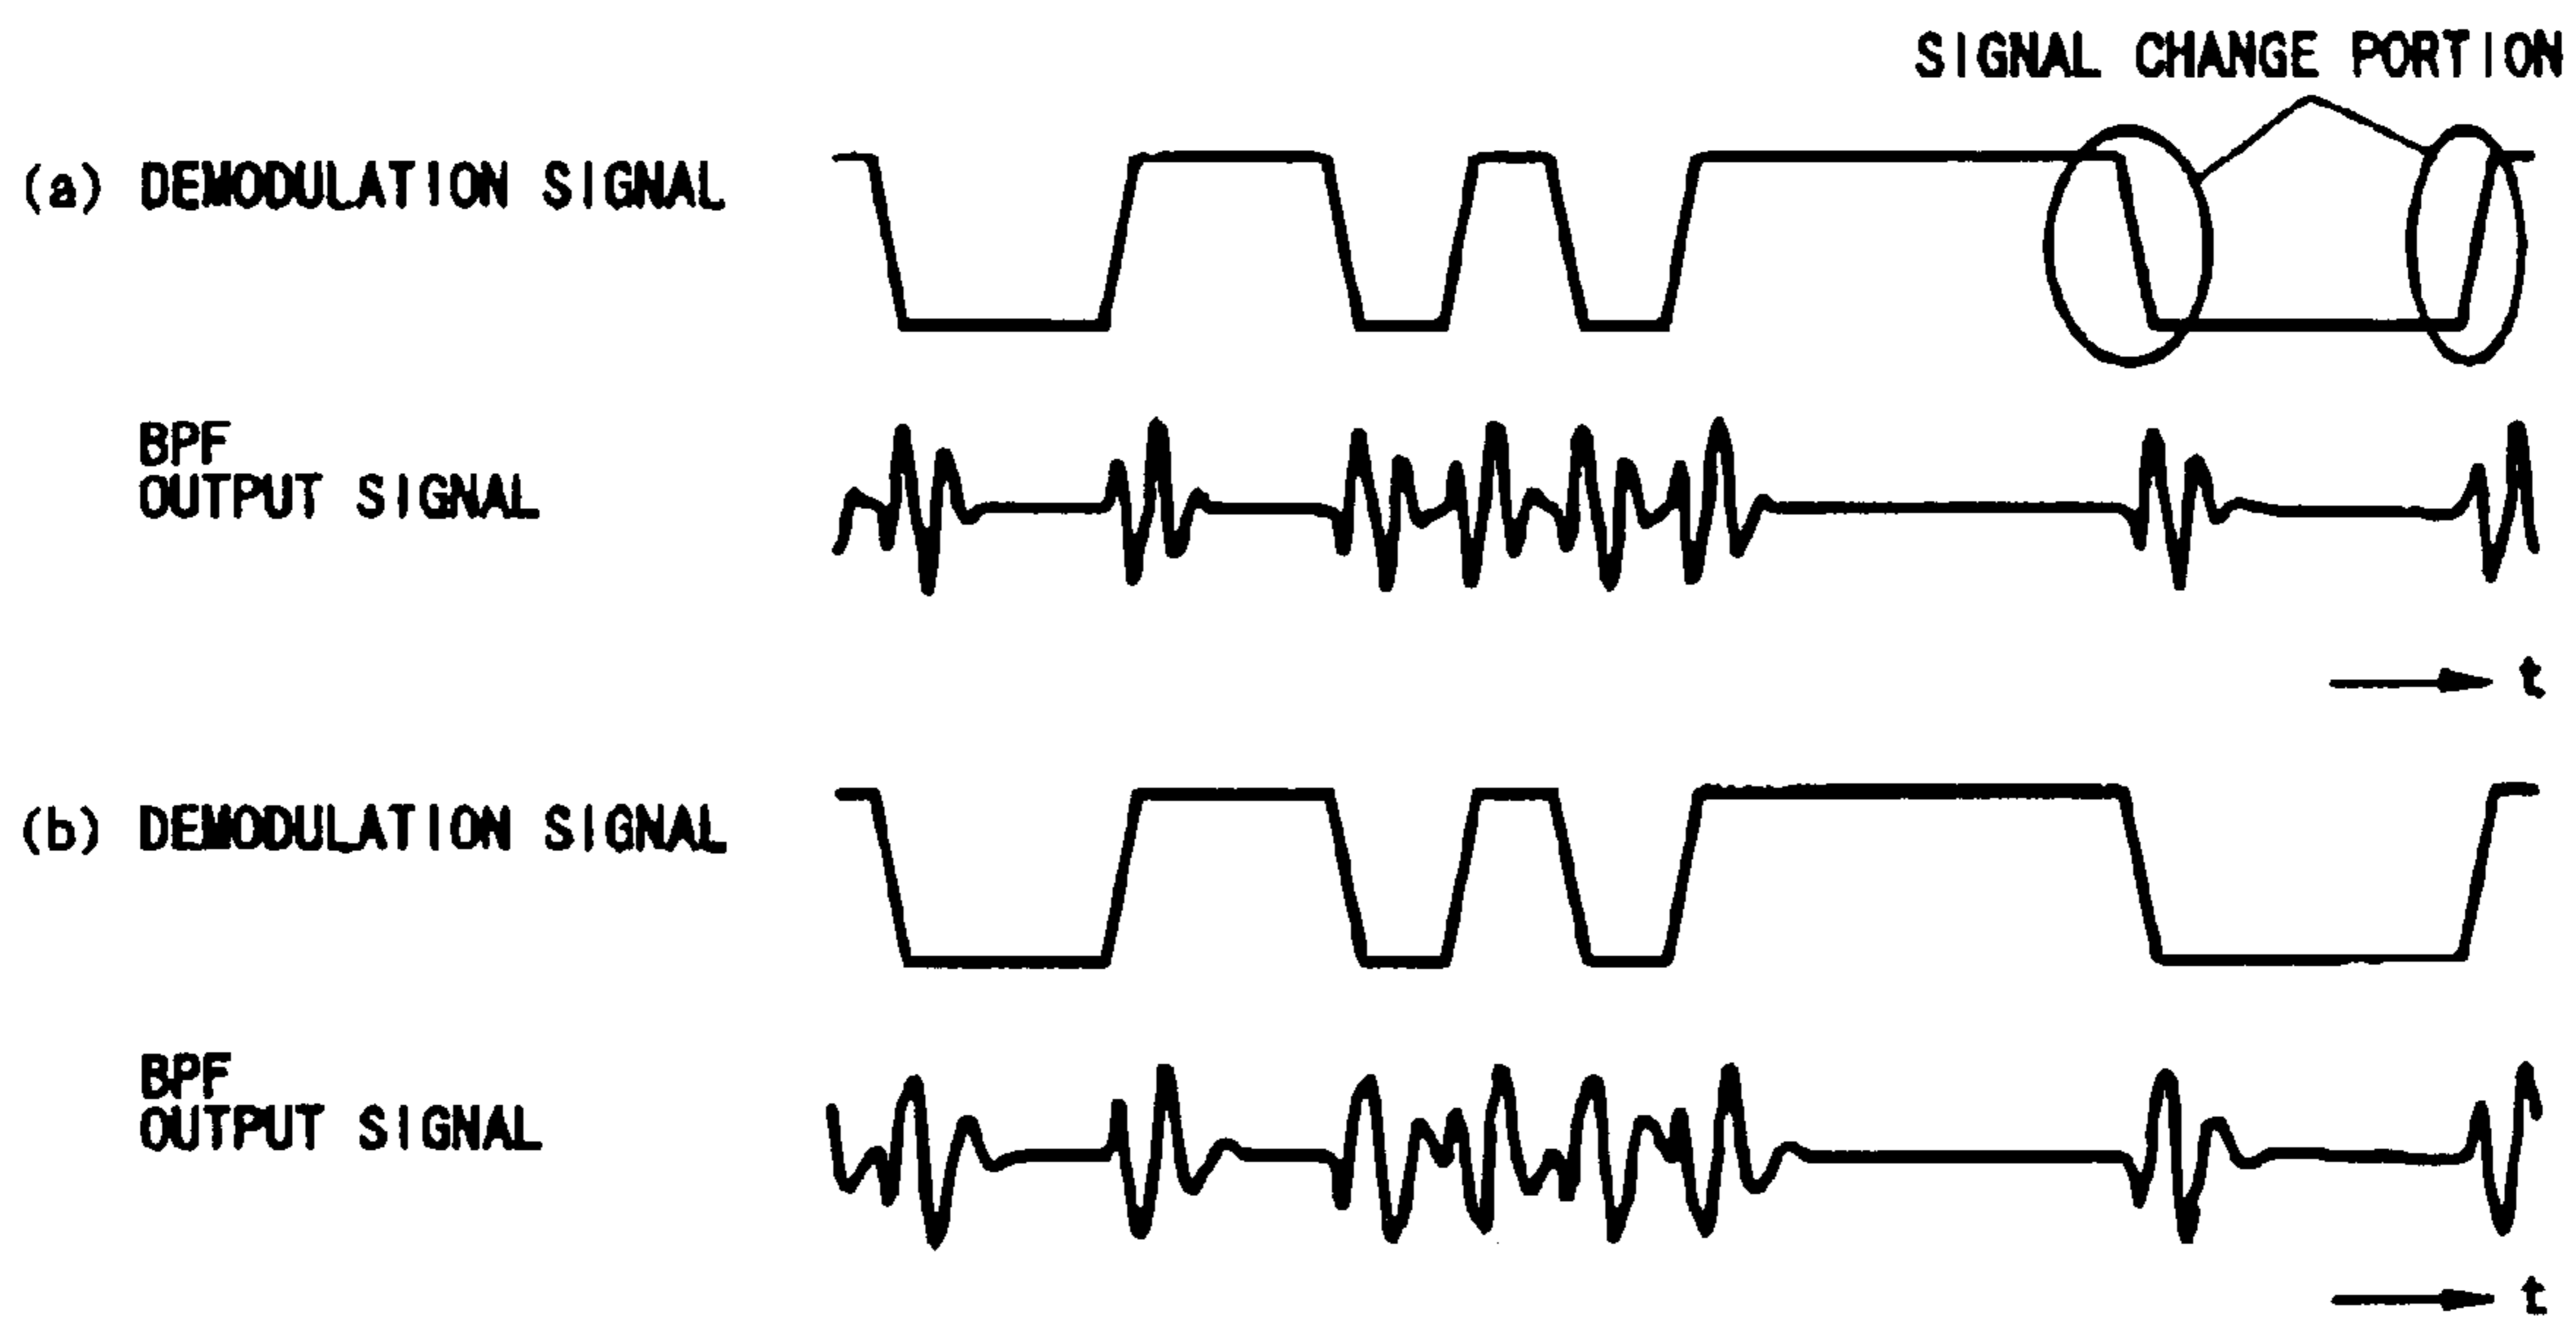 SIGNAL CHANGE PORTION
(a) DEMODULATION SIGNAL
BPF
OUTPUT SIGNAL
t
(b) DEMODULATION SIGNAL
BPF
OUTPUT SIGNAL
t